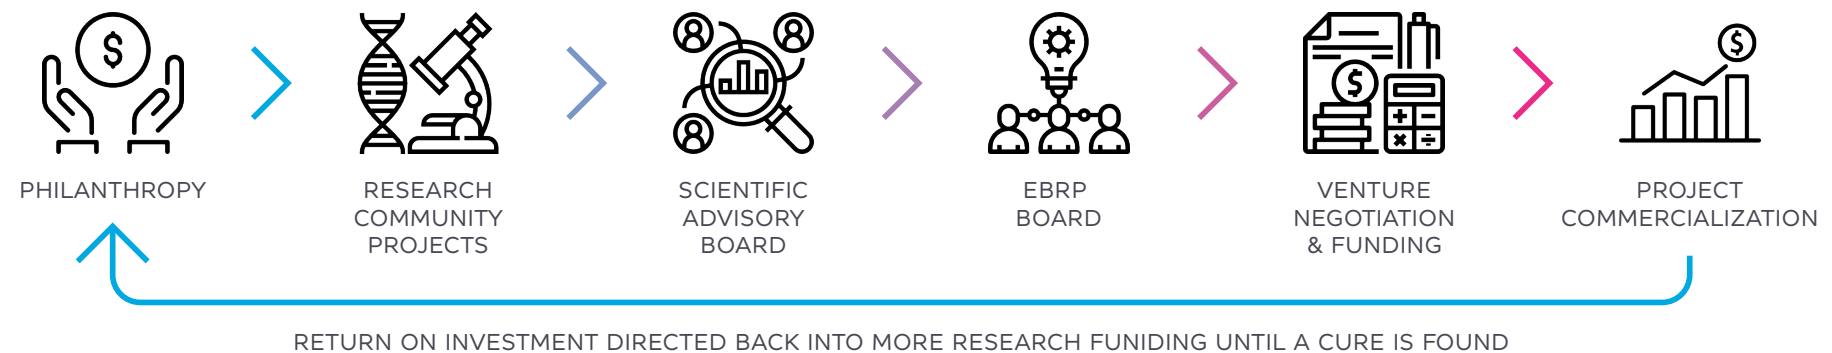 PHILANTHROPY
RESEARCH
COMMUNITY
PROJECTS
SCIENTIFIC
ADVISORY
BOARD
EBRP
BOARD
VENTURE
NEGOTIATION
& FUNDING
PROJECT
COMMERCIALIZATION
RETURN ON INVESTMENT DIRECTED BACK INTO MORE RESEARCH FUNIDING UNTIL A CURE IS FOUND